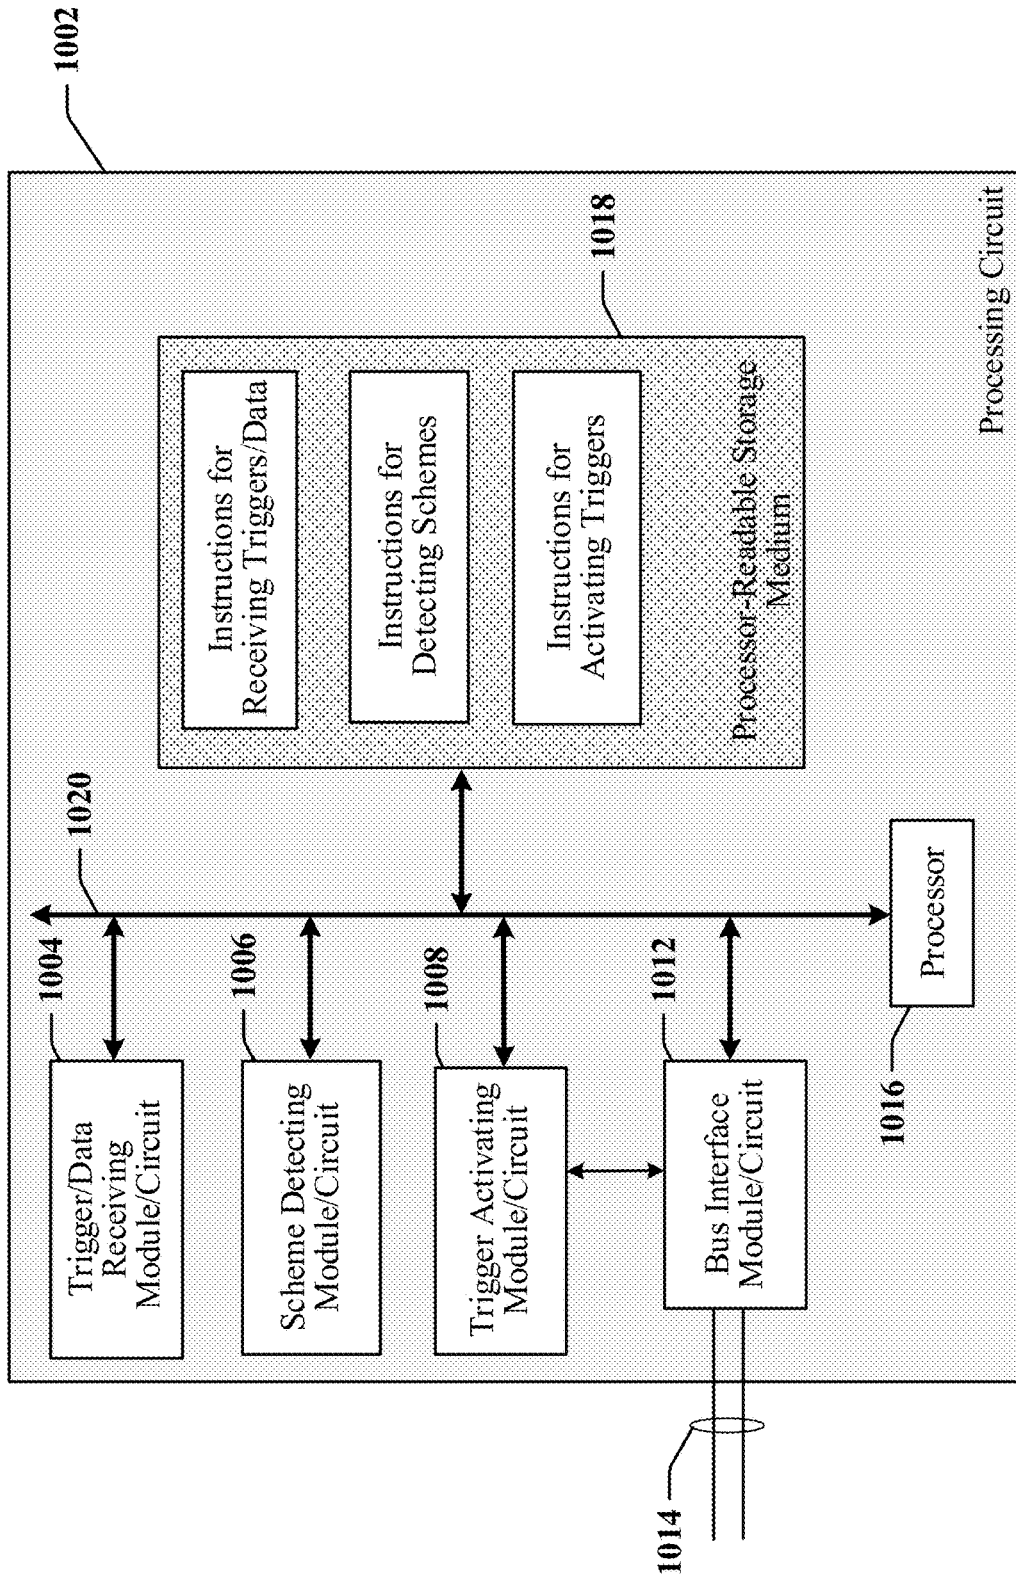 1002
1020
1004
Trigger/Data
Receiving
Module/Circuit
1006
Scheme Detecting
Module/Circuit
1008
Trigger Activating
Module/Circuit
1012
Bus Interface
Module/Circuit
1014
1016
Processor
1018
Instructions for
Receiving Triggers/Data
Instructions for
Detecting Schemes
Instructions for
Activating Triggers
Processor-Readable Storage
Medium
Processing Circuit